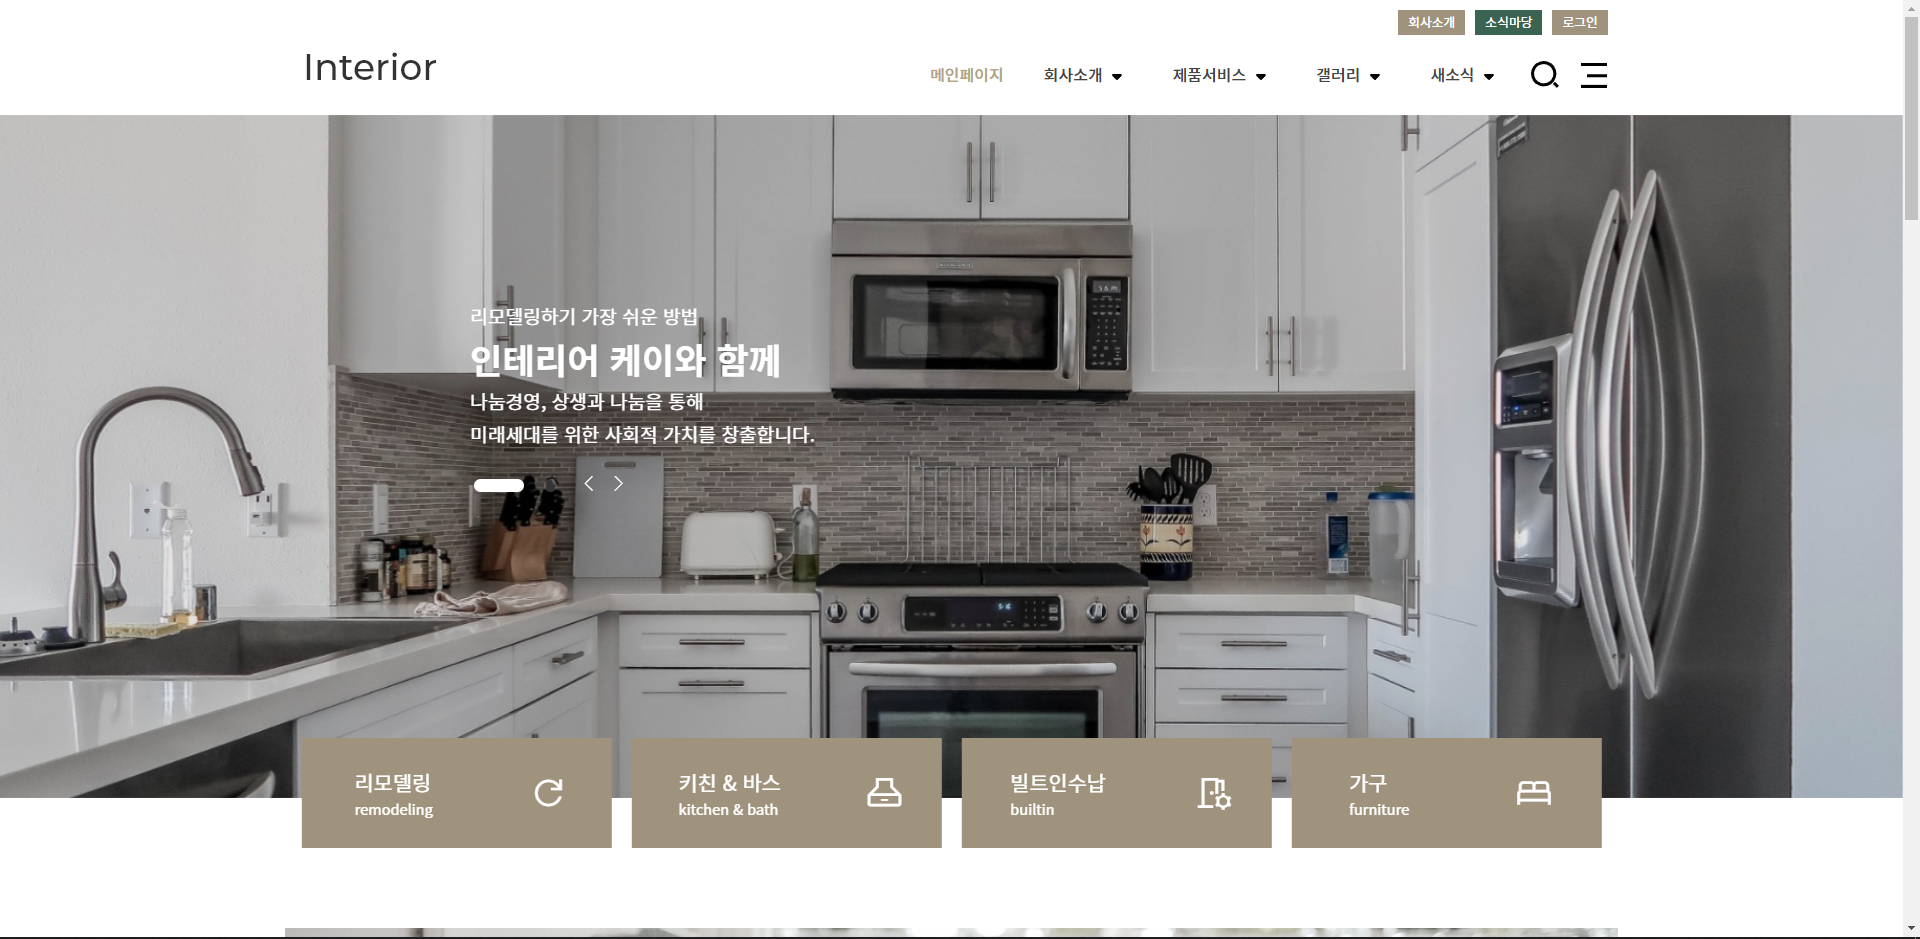 회사소개 소식마당 로그인
Interior
메인페이지 회사소개 제품서비스 갤러리 새소식
리모델링하기 가장 쉬운 방법
인테리어 케이와 함께
나눔경영, 상생과 나눔을 통해
미래세대를 위한 사회적 가치를 창출합니다.
리모델링
remodeling
키친 & 바스
kitchen & bath
빌트인수납
builtin
가구
furniture